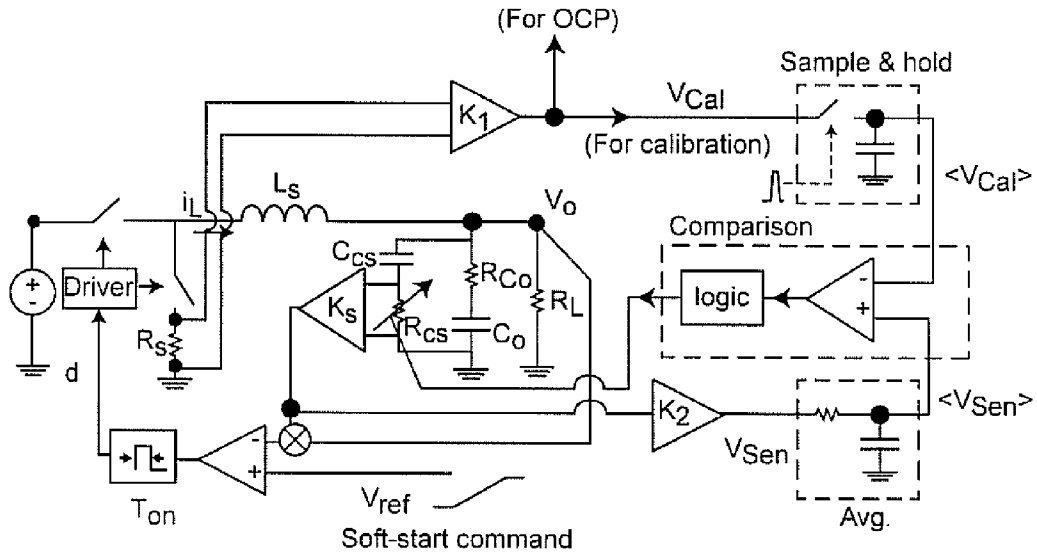 (For OCP)
Sample & hold
K1
VCal
(For calibration)
<VCal>
iL
Ls
Vo
Comparison
Ccs
RCo
Driver
Ks
Rcs
RL
logic
-
+
+
-
Rs
Co
d
K2
<VSen>
VSen
-
+
Ton
Vref
Avg.
Soft-start command